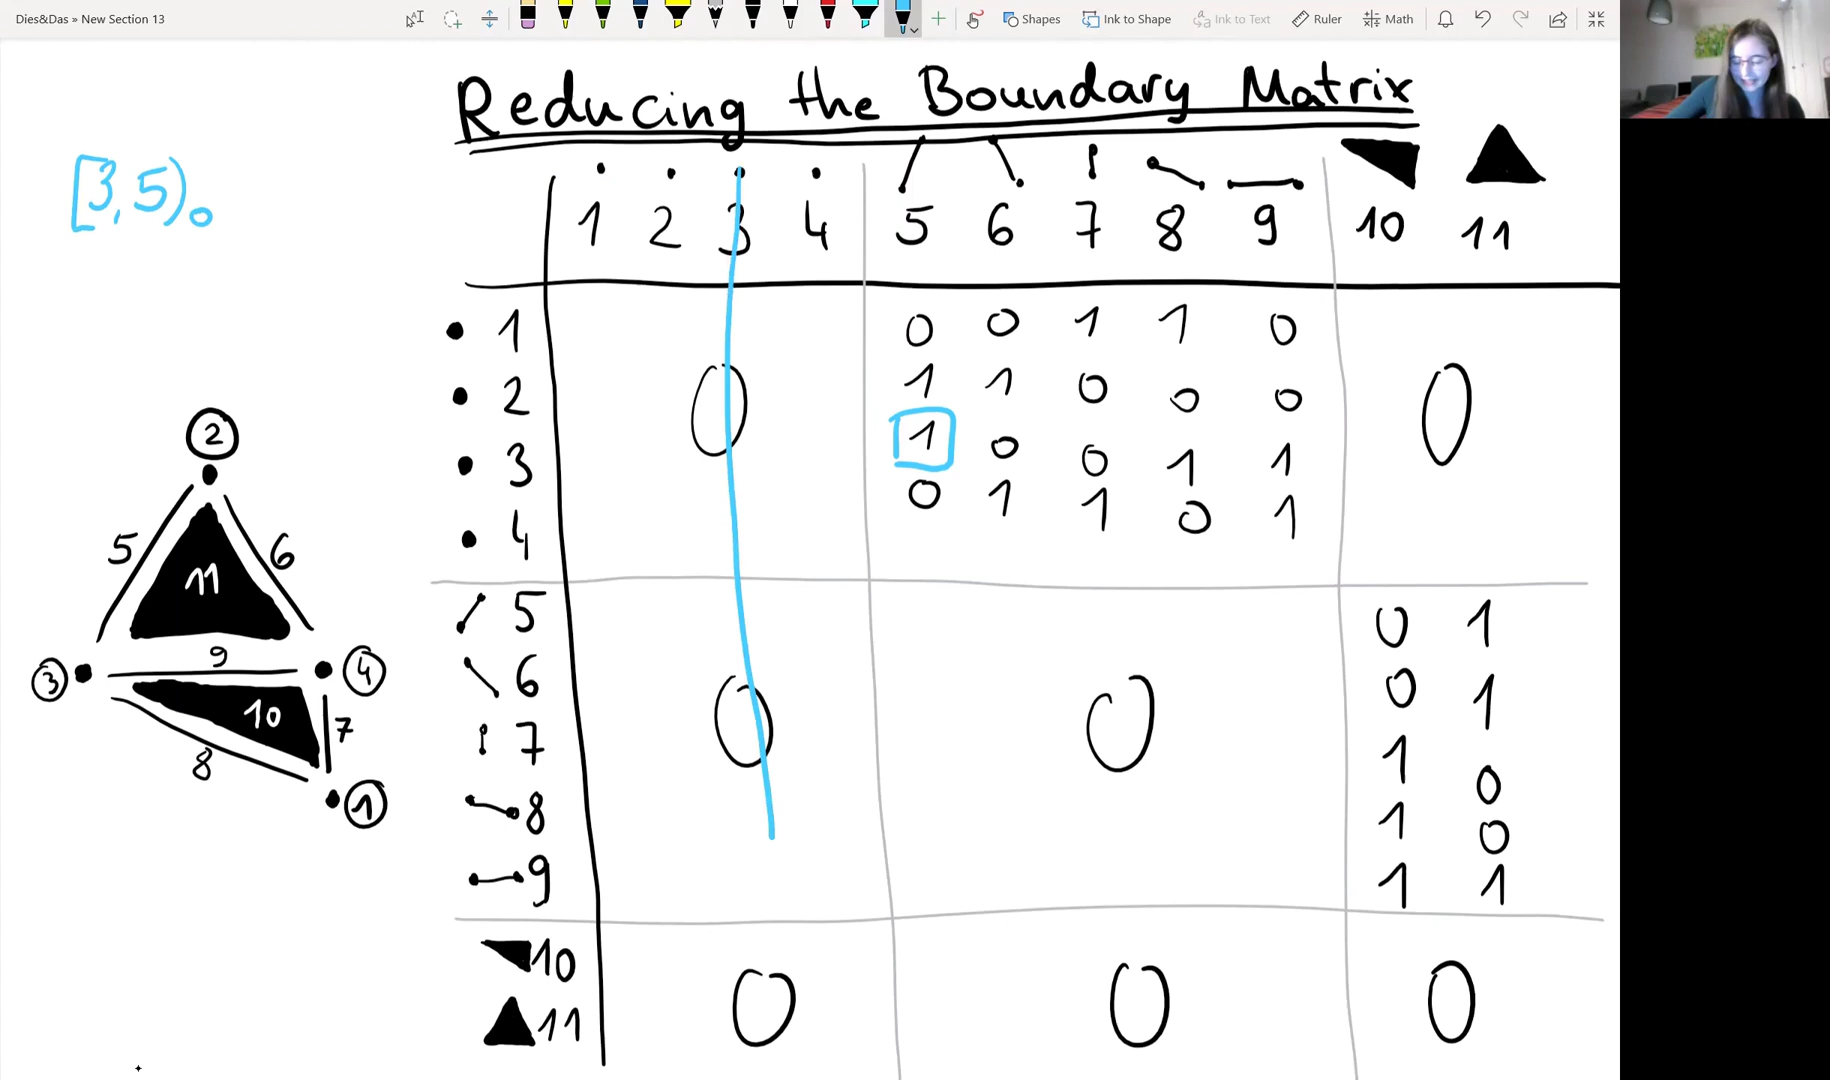 Dies&Das » New Section 13
Shapes Ink to Shape Ink to Text Ruler Math
Reducing the Boundary Matrix
[3,5)₀
1 2 3 4 5 6 7 8 9 10 11
1 0 0 0 1 1 0 0
2 1 1 0 0 0
3 1 0 0 1 1
4 0 1 1 0 1
5 0 1
6 0 0 0 1
7 1 0
8 1 0
9 1 1
10 0 0 0
11
2
5 6
11
9
3 4
10 7
8
1